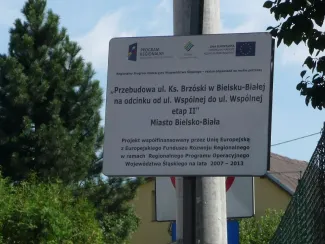 PROGRAM
REGIONALNY
„Przebudowa ul. Ks. Brzóski w Bielsku-Białej
na odcinku od ul. Wspólnej do ul. Wspólnej
etap II”
Miasto Bielsko-Biała
Projekt współfinansowany przez Unię Europejską
z Europejskiego Funduszu Rozwoju Regionalnego
w ramach Regionalnego Programu Operacyjnego
Województwa Śląskiego na lata 2007 – 2013